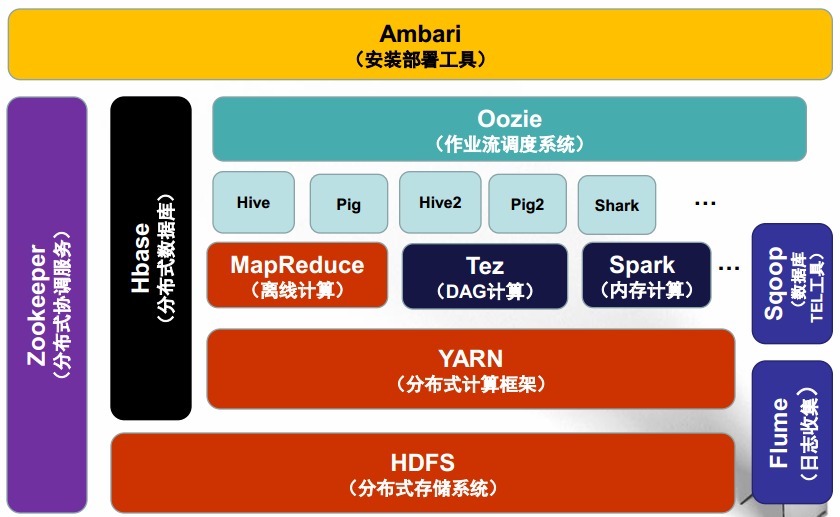 Ambari
（安装部署工具）
Zookeeper
（分布式协调服务）
Hbase
（分布式数据库）
Oozie
（作业流调度系统）
Hive
Pig
Hive2
Pig2
Shark
...
MapReduce
（离线计算）
Tez
（DAG计算）
Spark
（内存计算）
...
Sqoop
（数据库
TEL工具）
YARN
（分布式计算框架）
Flume
（日志收集）
HDFS
（分布式存储系统）